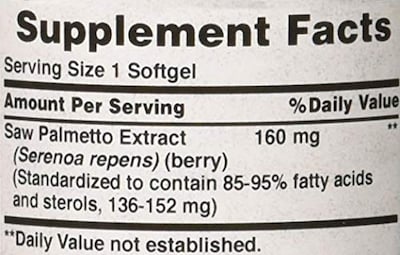 Supplement Facts
Serving Size 1 Softgel
Amount Per Serving %Daily Value
Saw Palmetto Extract 160 mg **
(Serenoa repens) (berry)
(Standardized to contain 85-95% fatty acids
and sterols, 136-152 mg)
**Daily Value not established.